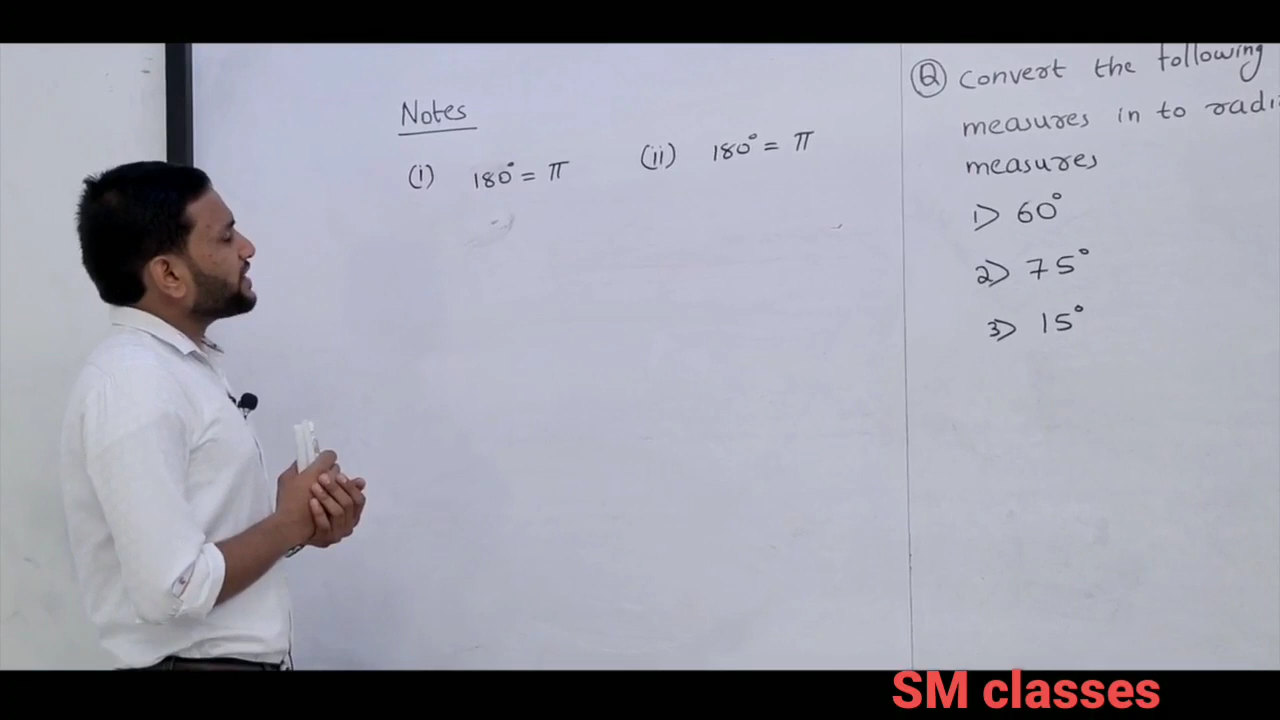 Notes
(i) 180° = π (ii) 180° = π
Q Convert the following
measures in to radi
measures
1) 60°
2) 75°
3) 15°
SM classes